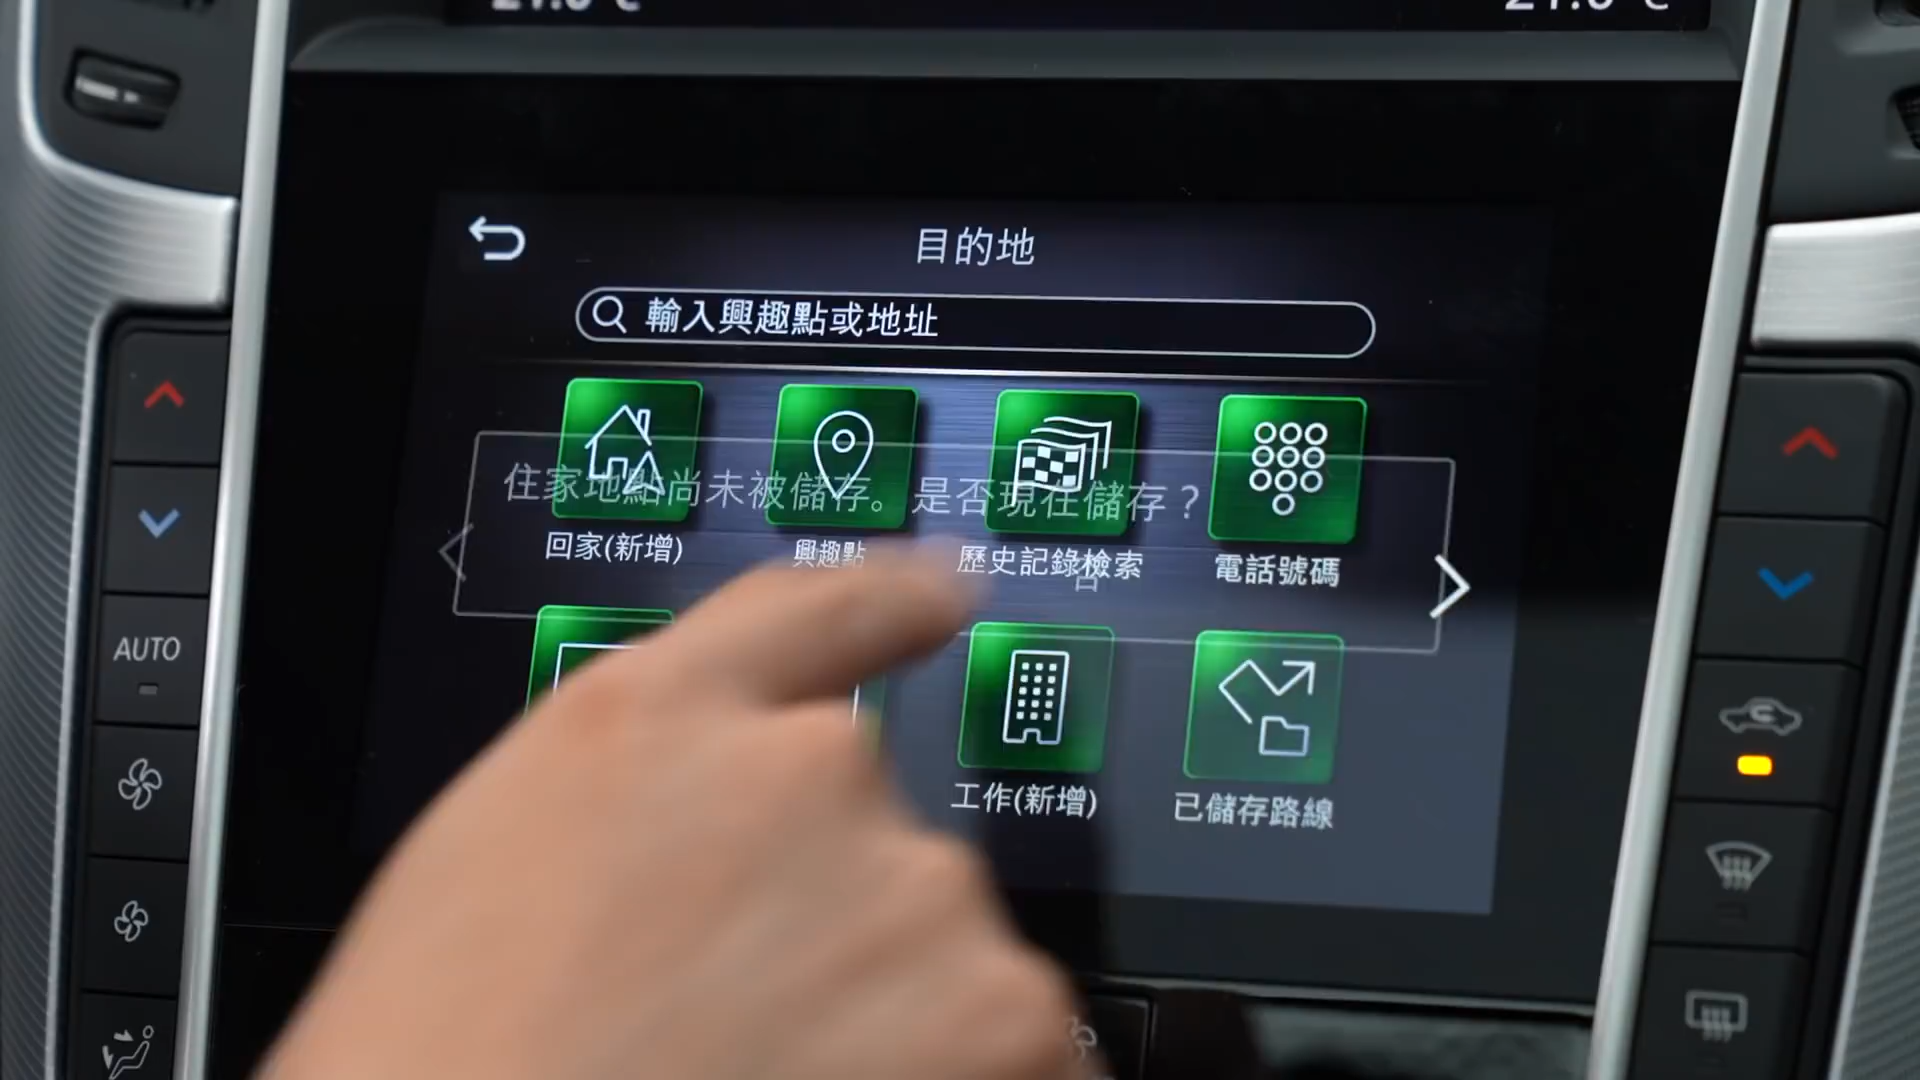 目的地
輸入興趣點或地址
住家地點尚未被儲存。是否現在儲存？
回家(新增)
興趣點
歷史記錄檢索
電話號碼
否
工作(新增)
已儲存路線
AUTO